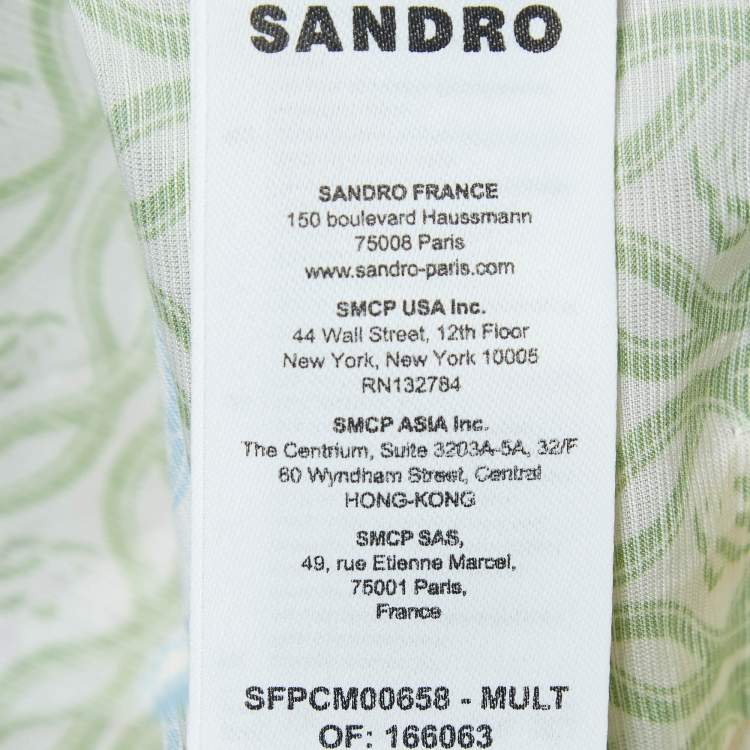 SANDRO
SANDRO FRANCE
150 boulevard Haussmann
75008 Paris
www.sandro-paris.com
SMCP USA Inc.
44 Wall Street, 12th Floor
New York, New York 10005
RN132784
SMCP ASIA Inc.
The Centrium, Suite 3203A-5A, 32/F
60 Wyndham Street, Central
HONG-KONG
SMCP SAS,
49, rue Etienne Marcel,
75001 Paris,
France
SFPCM00658 - MULT
OF: 166063